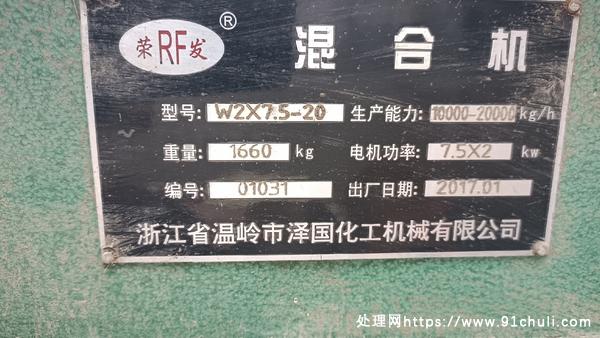 荣RF发® 混合机
型号: W2X7.5-20 生产能力: 10000-20000 kg/h
重量: 1660 kg 电机功率: 7.5X2 kw
编号: 01031 出厂日期: 2017.01
浙江省温岭市泽国化工机械有限公司
处理网https://www.91chuli.com/